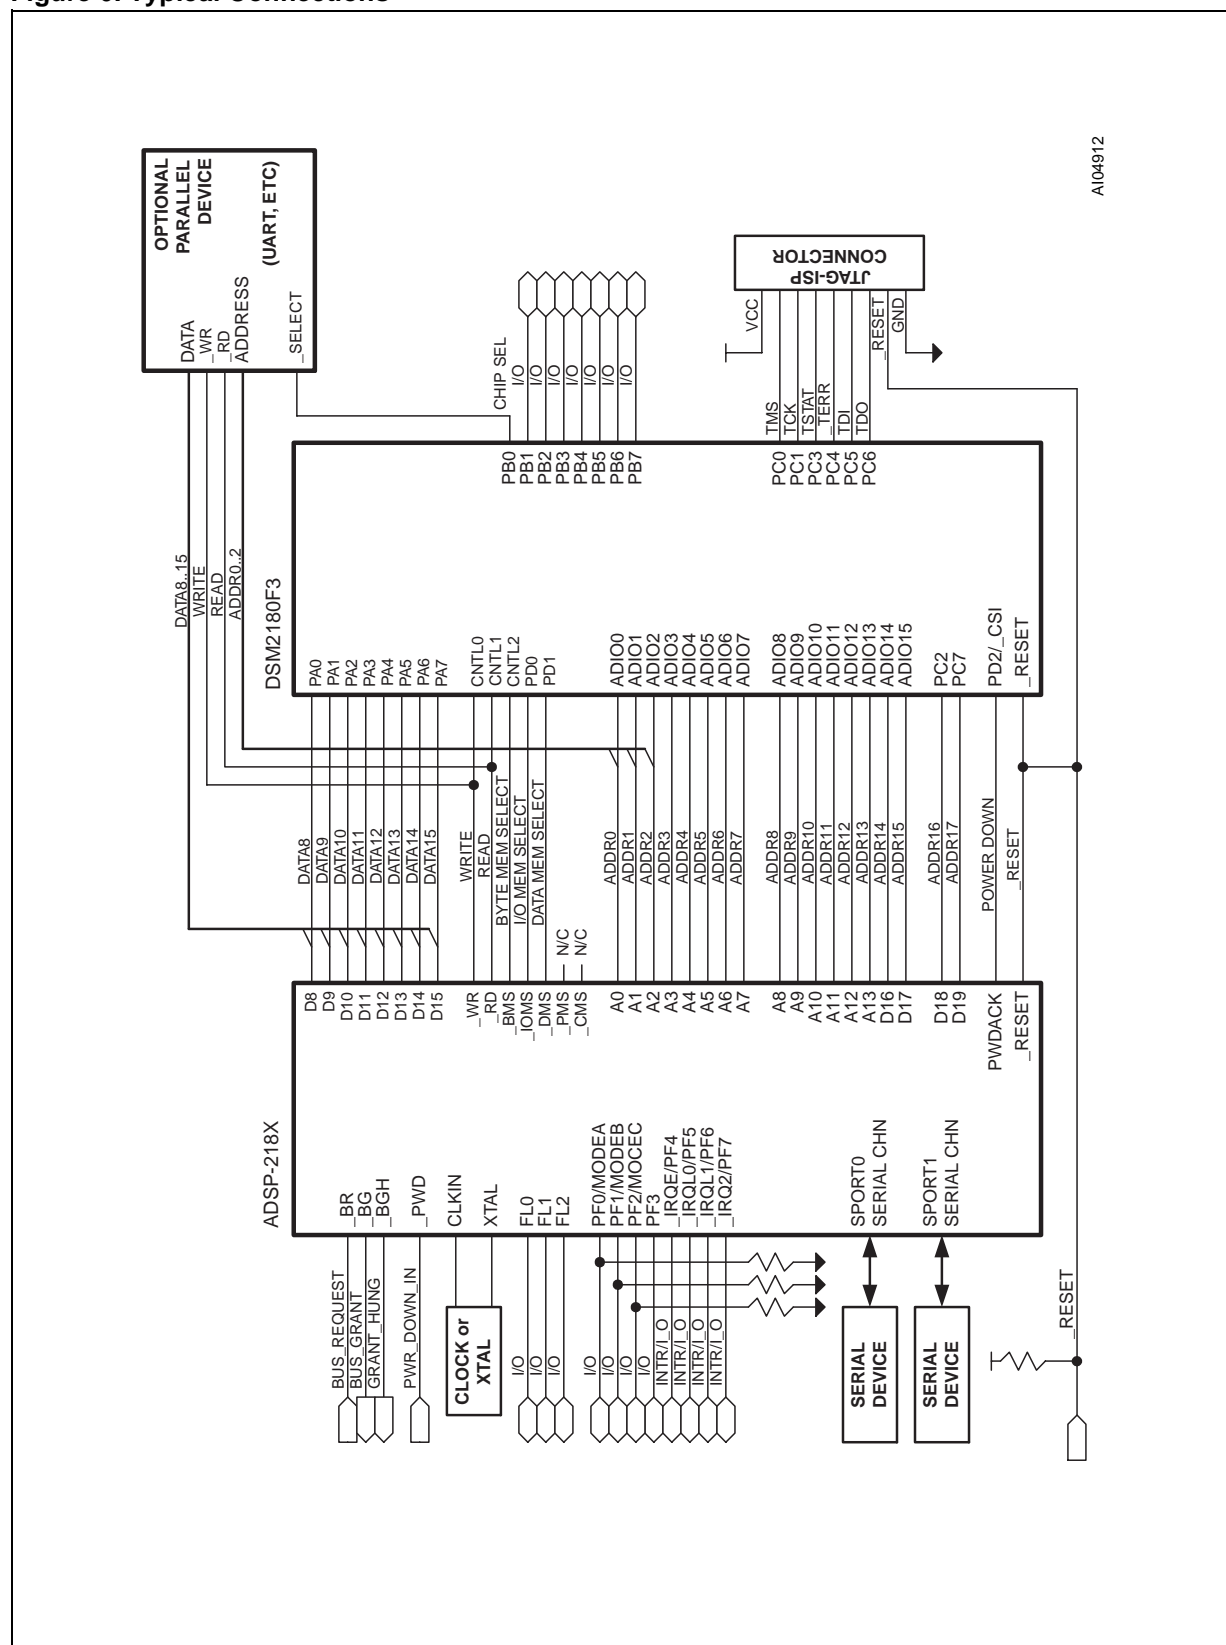 Figure 6. Typical Connections
AI04912
OPTIONAL
PARALLEL
DEVICE
(UART, ETC)
DATA
_WR
_RD
ADDRESS
_SELECT
DATA8..15
WRITE
READ
ADDR0..2
CHIP SEL
I/O
I/O
I/O
I/O
I/O
I/O
I/O
JTAG-ISP
CONNECTOR
VCC
TMS
TCK
TSTAT
_TERR
TDI
TDO
_RESET
GND
DSM2180F3
PB0
PB1
PB2
PB3
PB4
PB5
PB6
PB7
PC0
PC1
PC3
PC4
PC5
PC6
PA0
PA1
PA2
PA3
PA4
PA5
PA6
PA7
CNTL0
CNTL1
CNTL2
PD0
PD1
ADIO0
ADIO1
ADIO2
ADIO3
ADIO4
ADIO5
ADIO6
ADIO7
ADIO8
ADIO9
ADIO10
ADIO11
ADIO12
ADIO13
ADIO14
ADIO15
PC2
PC7
PD2/_CSI
_RESET
DATA8
DATA9
DATA10
DATA11
DATA12
DATA13
DATA14
DATA15
WRITE
READ
BYTE MEM SELECT
I/O MEM SELECT
DATA MEM SELECT
N/C
N/C
ADDR0
ADDR1
ADDR2
ADDR3
ADDR4
ADDR5
ADDR6
ADDR7
ADDR8
ADDR9
ADDR10
ADDR11
ADDR12
ADDR13
ADDR14
ADDR15
ADDR16
ADDR17
POWER DOWN
_RESET
ADSP-218X
D8
D9
D10
D11
D12
D13
D14
D15
_WR
_RD
_BMS
_IOMS
_DMS
_PMS
_CMS
A0
A1
A2
A3
A4
A5
A6
A7
A8
A9
A10
A11
A12
A13
D16
D17
D18
D19
PWDACK
_RESET
_BR
_BG
_BGH
_PWD
CLKIN
XTAL
FL0
FL1
FL2
PF0/MODEA
PF1/MODEB
PF2/MOCEC
PF3
_IRQE/PF4
_IRQL0/PF5
_IRQL1/PF6
_IRQ2/PF7
SPORT0
SERIAL CHN
SPORT1
SERIAL CHN
BUS_REQUEST
BUS_GRANT
GRANT_HUNG
PWR_DOWN_IN
CLOCK or
XTAL
I/O
I/O
I/O
I/O
I/O
I/O
I/O
INTR/I_O
INTR/I_O
INTR/I_O
INTR/I_O
SERIAL
DEVICE
SERIAL
DEVICE
_RESET